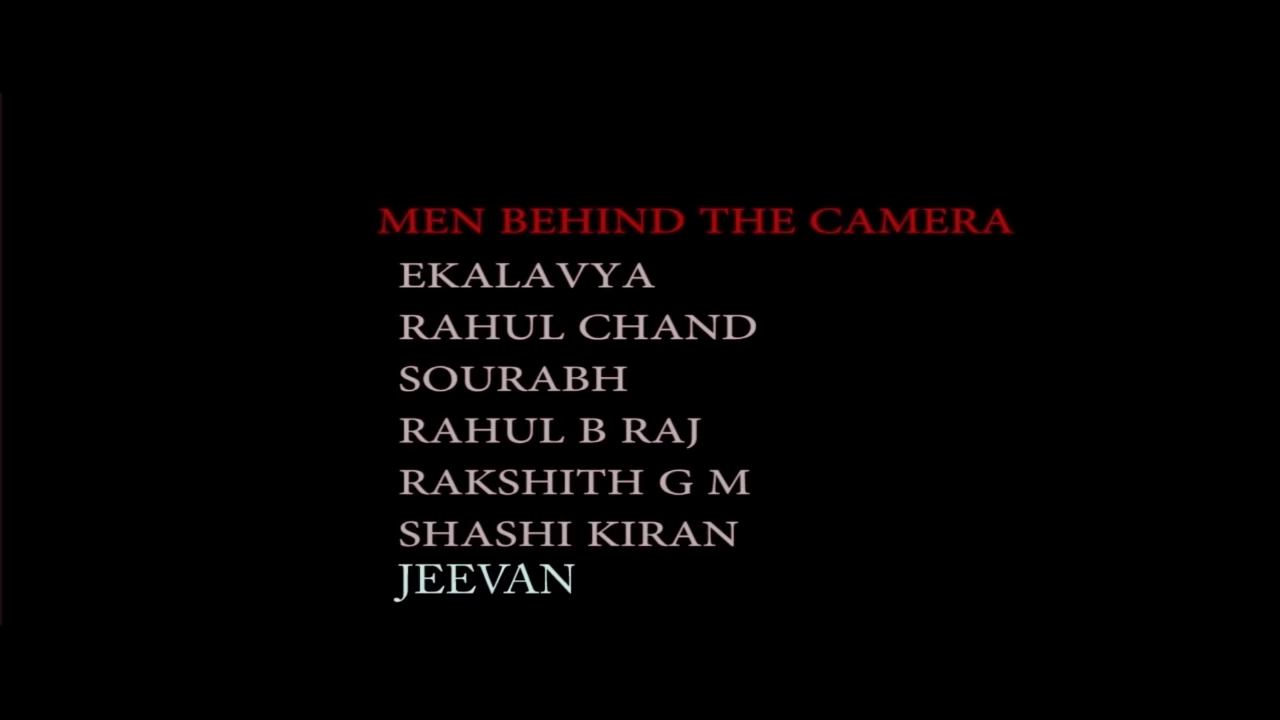 MEN BEHIND THE CAMERA
EKALAVYA
RAHUL CHAND
SOURABH
RAHUL B RAJ
RAKSHITH G M
SHASHI KIRAN
JEEVAN